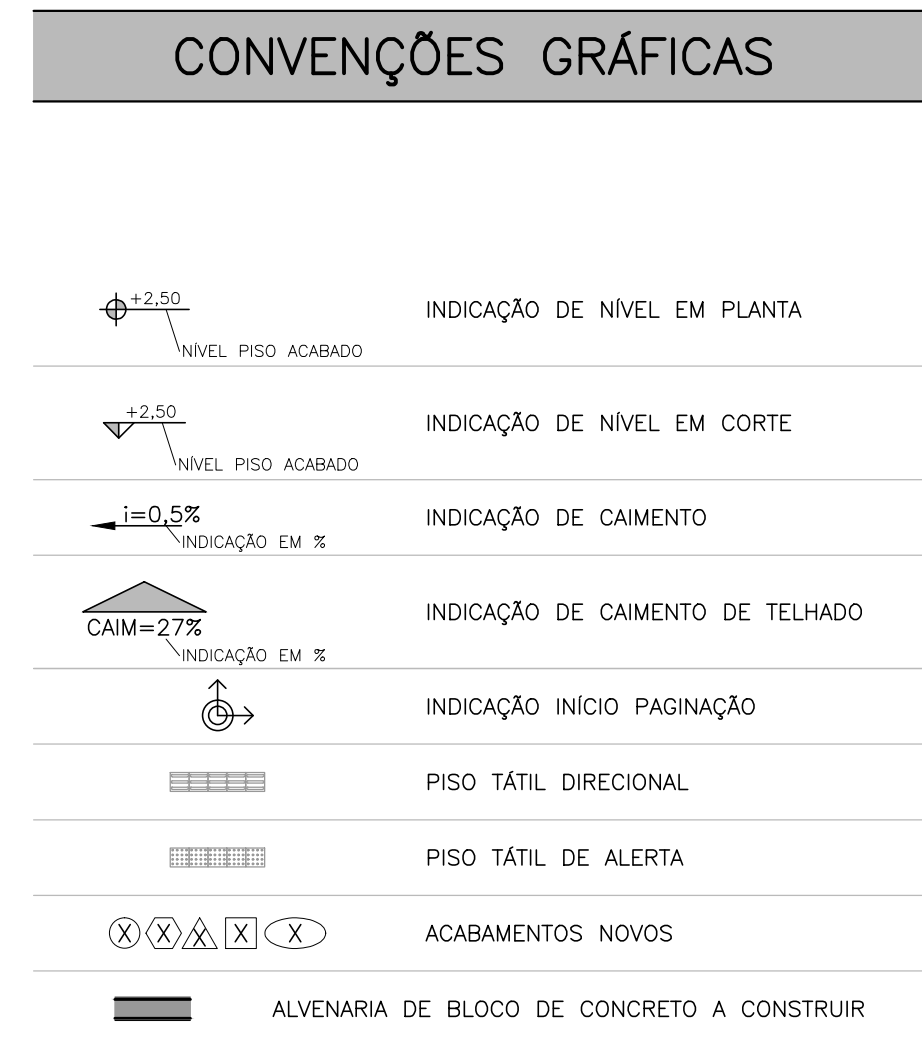 CONVENÇÕES GRÁFICAS
+2,50
INDICAÇÃO DE NÍVEL EM PLANTA
NÍVEL PISO ACABADO
+2,50
INDICAÇÃO DE NÍVEL EM CORTE
NÍVEL PISO ACABADO
i=0,5%
INDICAÇÃO DE CAIMENTO
INDICAÇÃO EM %
INDICAÇÃO DE CAIMENTO DE TELHADO
CAIM=27%
INDICAÇÃO EM %
INDICAÇÃO INÍCIO PAGINAÇÃO
PISO TÁTIL DIRECIONAL
PISO TÁTIL DE ALERTA
X X X X X
ACABAMENTOS NOVOS
ALVENARIA DE BLOCO DE CONCRETO A CONSTRUIR